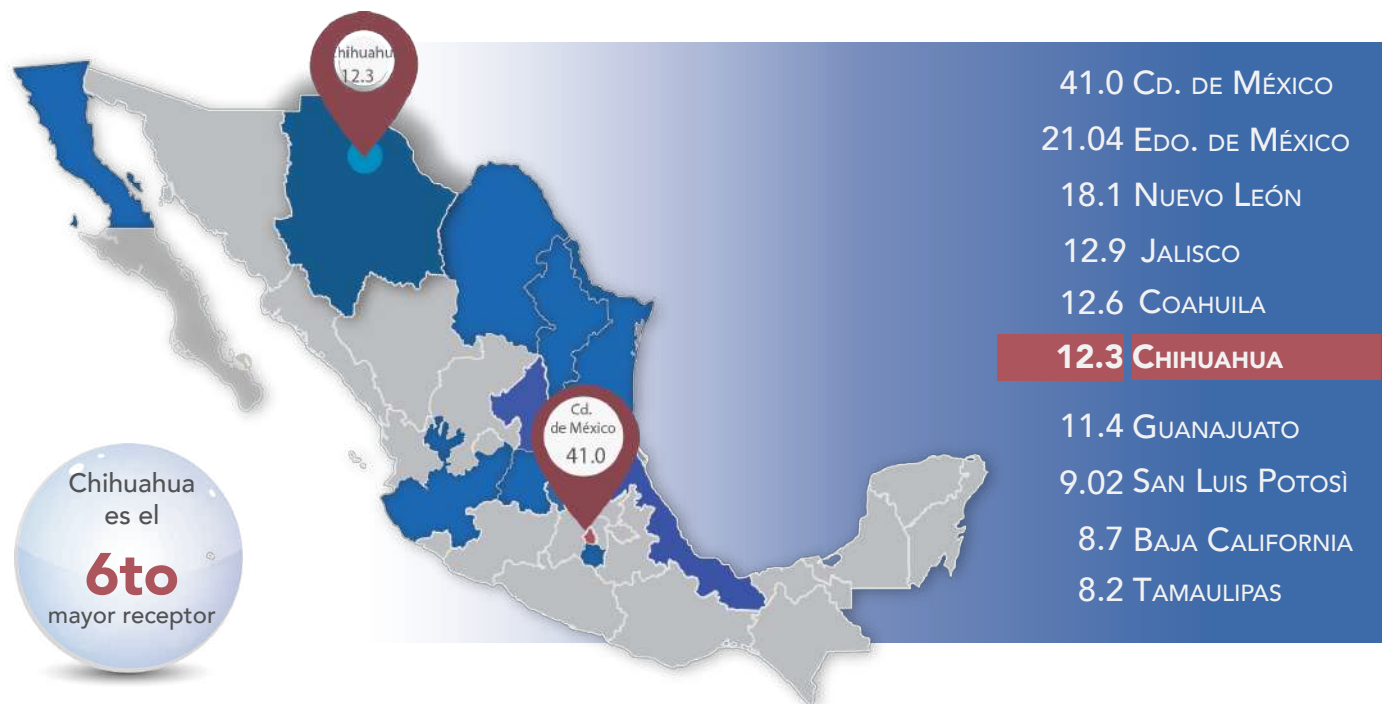 hihuahu
12.3
Cd.
de México
41.0
Chihuahua
es el
6to
mayor receptor
41.0 Cd. de México
21.04 Edo. de México
18.1 Nuevo León
12.9 Jalisco
12.6 Coahuila
12.3 Chihuahua
11.4 Guanajuato
9.02 San Luis Potosì
8.7 Baja California
8.2 Tamaulipas